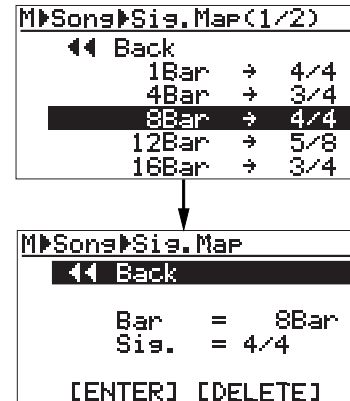 M▶Song▶Sig.Map(1/2)
◀◀ Back
1Bar → 4/4
4Bar → 3/4
8Bar → 4/4
12Bar → 5/8
16Bar → 3/4
M▶Song▶Sig.Map
◀◀ Back
Bar = 8Bar
Sig. = 4/4
[ENTER] [DELETE]